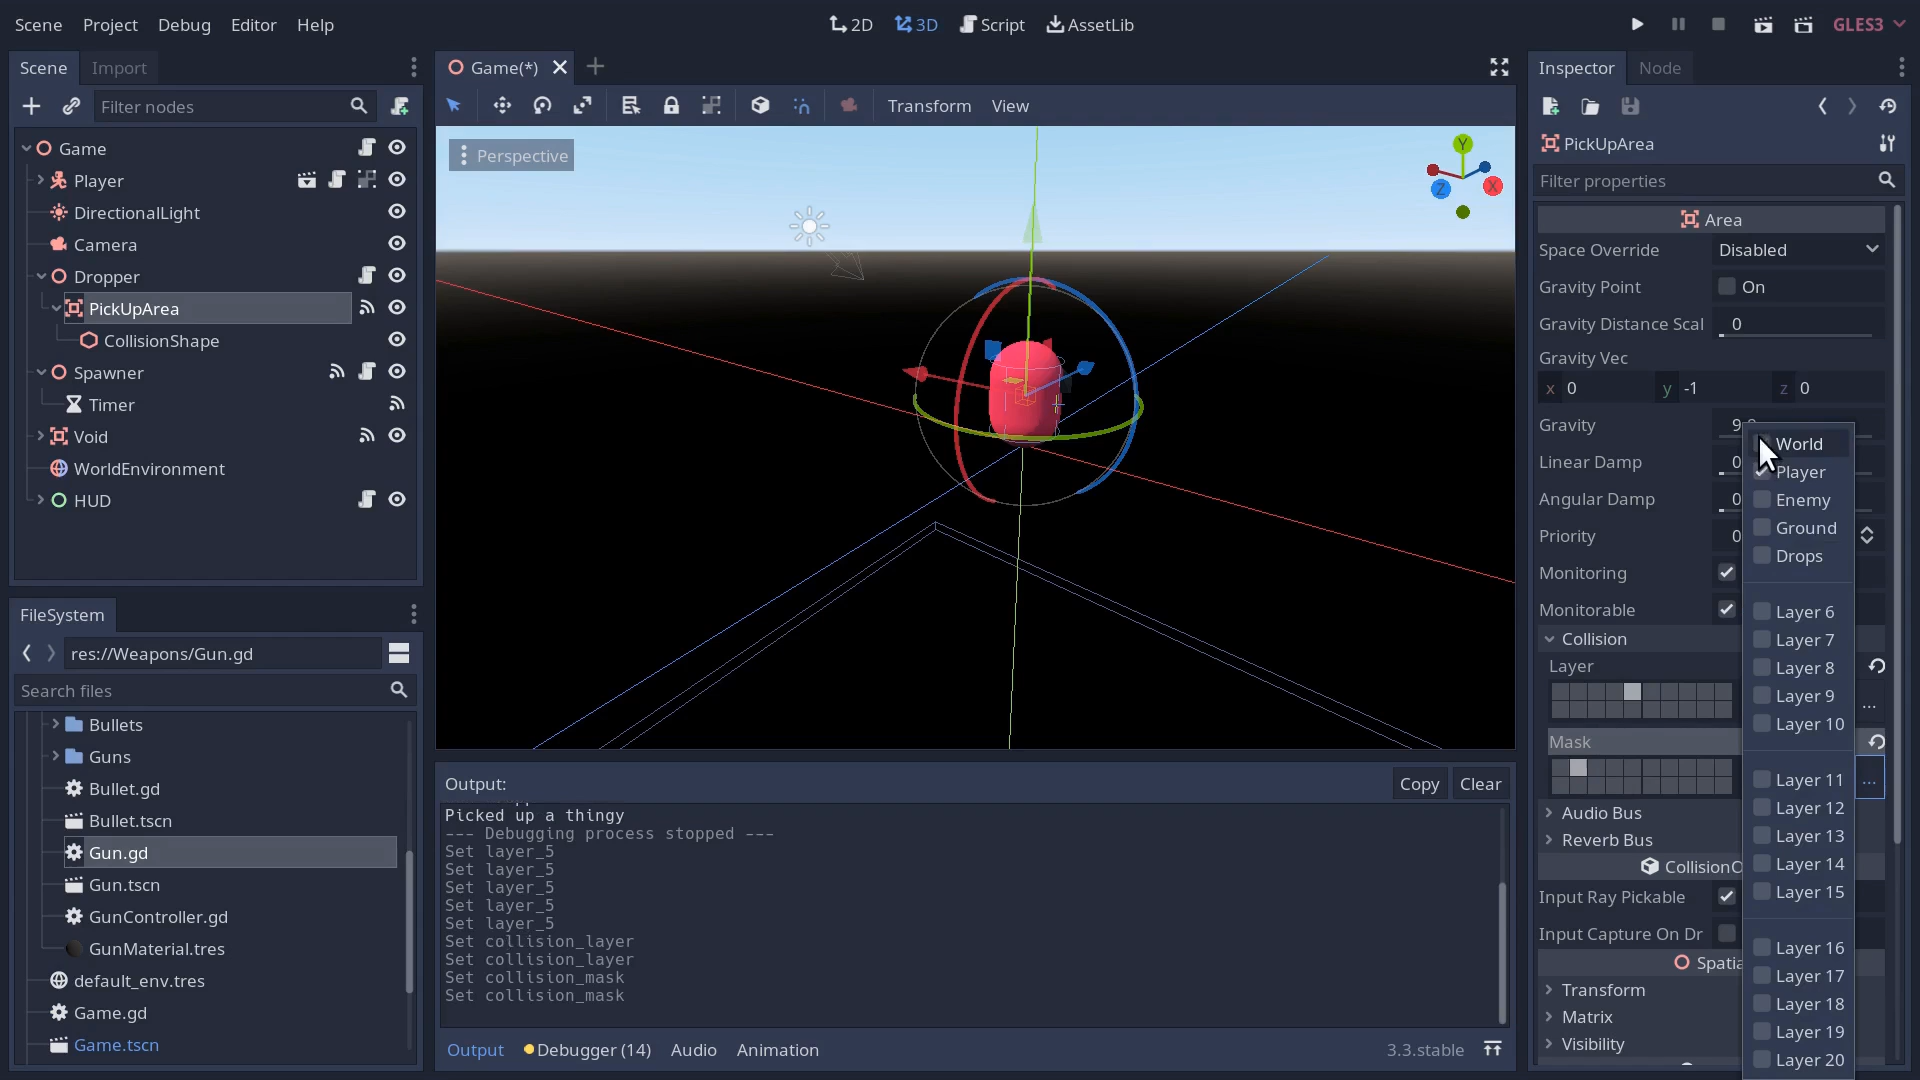 Scene Project Debug Editor Help
2D 3D Script AssetLib
GLES3
Scene Import
Filter nodes
Game
Player
DirectionalLight
Camera
Dropper
PickUpArea
CollisionShape
Spawner
Timer
Void
WorldEnvironment
HUD
FileSystem
res://Weapons/Gun.gd
Search files
Bullets
Guns
Bullet.gd
Bullet.tscn
Gun.gd
Gun.tscn
GunController.gd
GunMaterial.tres
default_env.tres
Game.gd
Game.tscn
Game(*)
Transform View
Perspective
Y
Z
X
Output:
Copy Clear
Picked up a thingy
--- Debugging process stopped ---
Set layer_5
Set layer_5
Set layer_5
Set layer_5
Set layer_5
Set collision_layer
Set collision_layer
Set collision_mask
Set collision_mask
Output Debugger (14) Audio Animation
3.3.stable
Inspector Node
PickUpArea
Filter properties
Area
Space Override Disabled
Gravity Point On
Gravity Distance Scal 0
Gravity Vec
x 0 y -1 z 0
Gravity
Linear Damp 0
Angular Damp 0
Priority 0
Monitoring
Monitorable
Collision
Layer
...
Mask
...
Audio Bus
Reverb Bus
CollisionO
Input Ray Pickable
Input Capture On Dr
Spatia
Transform
Matrix
Visibility
World
Player
Enemy
Ground
Drops
Layer 6
Layer 7
Layer 8
Layer 9
Layer 10
Layer 11
Layer 12
Layer 13
Layer 14
Layer 15
Layer 16
Layer 17
Layer 18
Layer 19
Layer 20